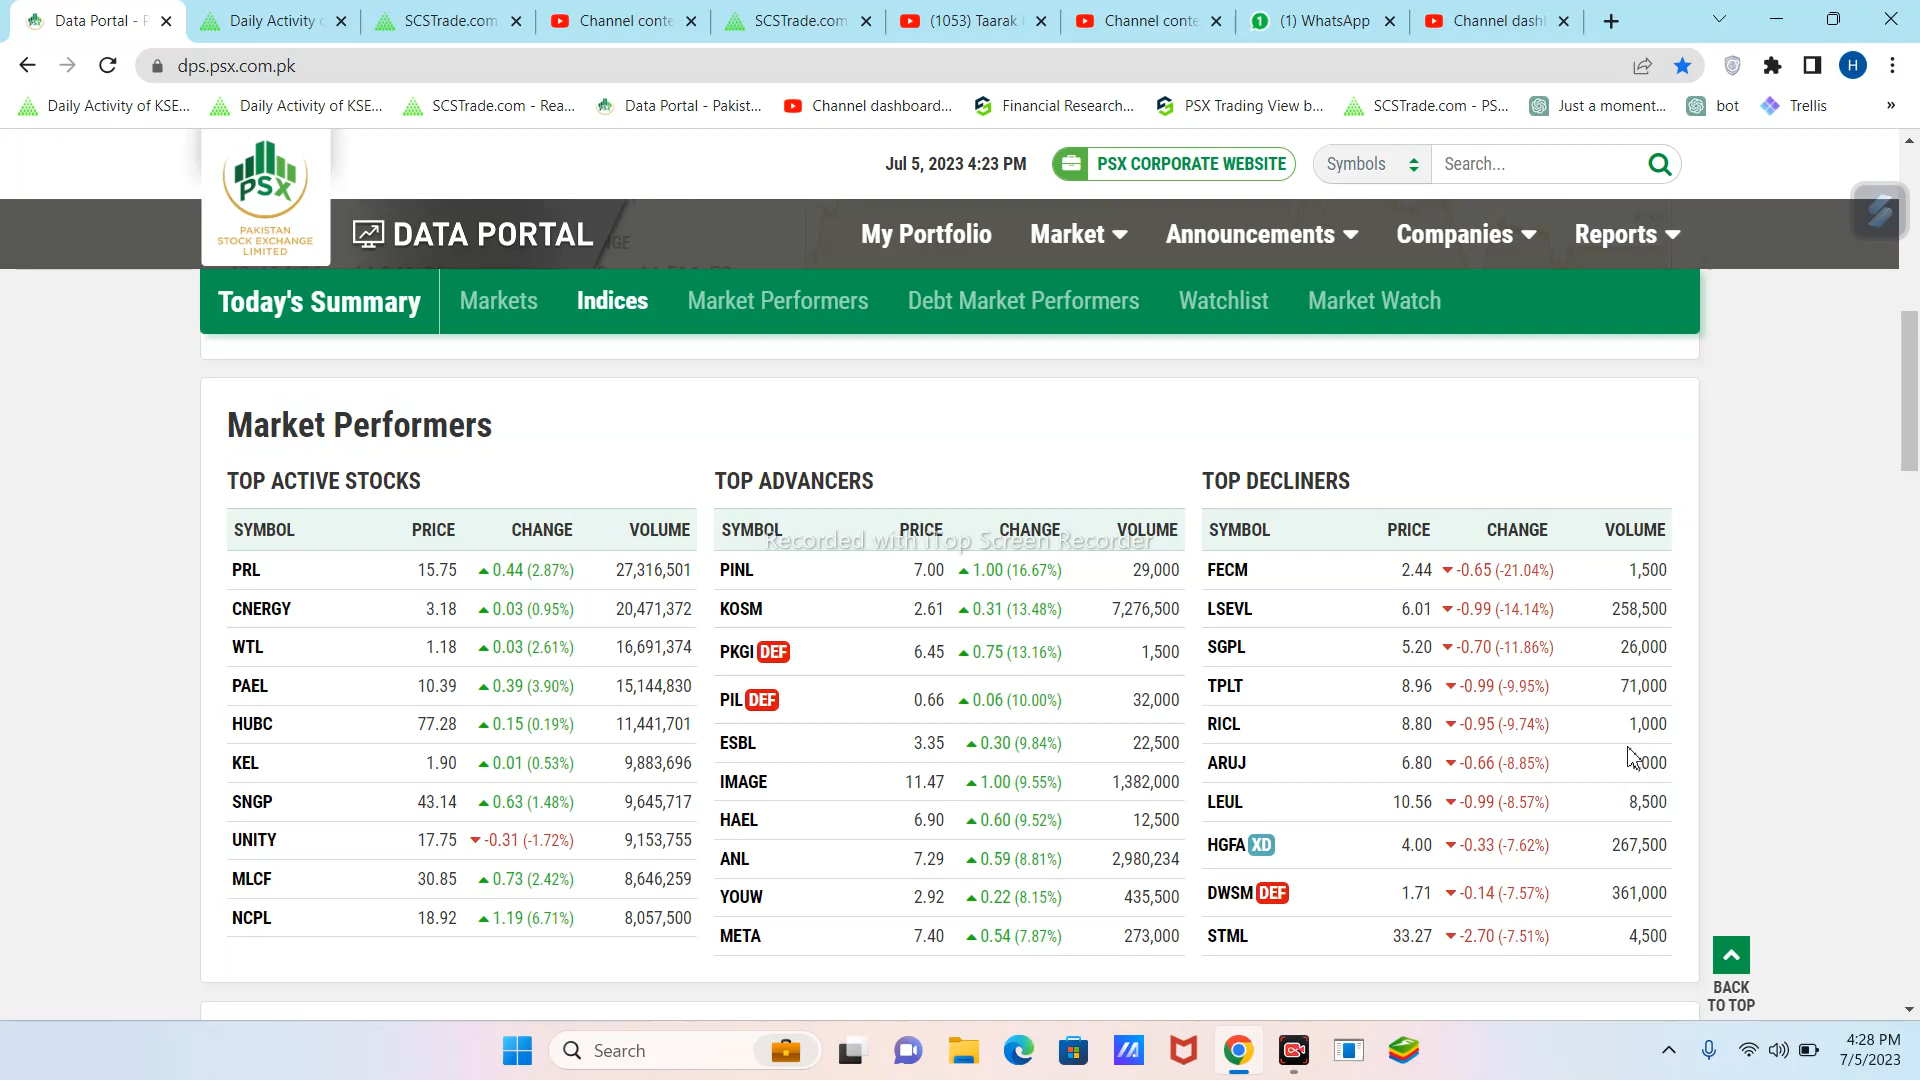 Data Portal - P
Daily Activity o
SCSTrade.com
Channel conte
SCSTrade.com
(1053) Taarak
Channel conte
(1) WhatsApp
Channel dash
dps.psx.com.pk
H
Daily Activity of KSE...
Daily Activity of KSE...
SCSTrade.com - Rea...
Data Portal - Pakist...
Channel dashboard...
Financial Research...
PSX Trading View b...
SCSTrade.com - PS...
Just a moment...
bot
Trellis
»
PSX
PAKISTAN
STOCK EXCHANGE
LIMITED
Jul 5, 2023 4:23 PM
PSX CORPORATE WEBSITE
Symbols
Search...
DATA PORTAL
My Portfolio
Market
Announcements
Companies
Reports
Today's Summary
Markets
Indices
Market Performers
Debt Market Performers
Watchlist
Market Watch
Market Performers
TOP ACTIVE STOCKS
SYMBOL PRICE CHANGE VOLUME
PRL 15.75 0.44 (2.87%) 27,316,501
CNERGY 3.18 0.03 (0.95%) 20,471,372
WTL 1.18 0.03 (2.61%) 16,691,374
PAEL 10.39 0.39 (3.90%) 15,144,830
HUBC 77.28 0.15 (0.19%) 11,441,701
KEL 1.90 0.01 (0.53%) 9,883,696
SNGP 43.14 0.63 (1.48%) 9,645,717
UNITY 17.75 -0.31 (-1.72%) 9,153,755
MLCF 30.85 0.73 (2.42%) 8,646,259
NCPL 18.92 1.19 (6.71%) 8,057,500
TOP ADVANCERS
SYMBOL PRICE CHANGE VOLUME
Recorded with iTop Screen Recorder
PINL 7.00 1.00 (16.67%) 29,000
KOSM 2.61 0.31 (13.48%) 7,276,500
PKGI DEF 6.45 0.75 (13.16%) 1,500
PIL DEF 0.66 0.06 (10.00%) 32,000
ESBL 3.35 0.30 (9.84%) 22,500
IMAGE 11.47 1.00 (9.55%) 1,382,000
HAEL 6.90 0.60 (9.52%) 12,500
ANL 7.29 0.59 (8.81%) 2,980,234
YOUW 2.92 0.22 (8.15%) 435,500
META 7.40 0.54 (7.87%) 273,000
TOP DECLINERS
SYMBOL PRICE CHANGE VOLUME
FECM 2.44 -0.65 (-21.04%) 1,500
LSEVL 6.01 -0.99 (-14.14%) 258,500
SGPL 5.20 -0.70 (-11.86%) 26,000
TPLT 8.96 -0.99 (-9.95%) 71,000
RICL 8.80 -0.95 (-9.74%) 1,000
ARUJ 6.80 -0.66 (-8.85%)
LEUL 10.56 -0.99 (-8.57%) 8,500
HGFA XD 4.00 -0.33 (-7.62%) 267,500
DWSM DEF 1.71 -0.14 (-7.57%) 361,000
STML 33.27 -2.70 (-7.51%) 4,500
BACK
TO TOP
Search
4:28 PM
7/5/2023